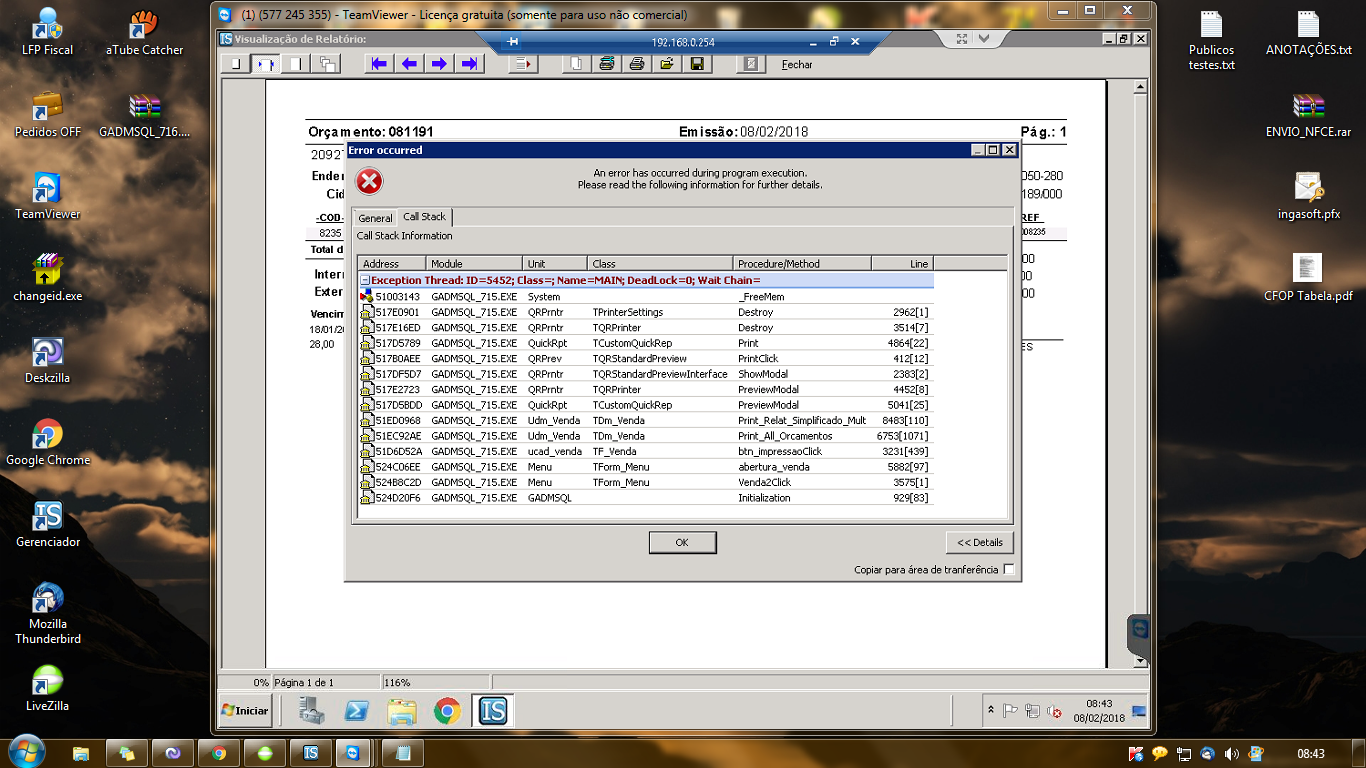 (1) (577 245 355) - TeamViewer - Licença gratuita (somente para uso não comercial)
Visualização de Relatório:
192.168.0.254
Fechar
Orçamento: 081191
Emissão: 08/02/2018
Pág.: 1
2092
Ende
Cid
050-280
189/000
-COD-
REF
8235
008235
Total d
Inter
Exter
00
00
00
Vencim
18/01/20
28,00
ES
Error occurred
An error has occurred during program execution.
Please read the following information for further details.
General
Call Stack
Call Stack Information
Address Module Unit Class Procedure/Method Line
Exception Thread: ID=5452; Class=; Name=MAIN; DeadLock=0; Wait Chain=
51003143 GADMSQL_715.EXE System _FreeMem
517E0901 GADMSQL_715.EXE QRPrntr TPrinterSettings Destroy 2962[1]
517E16ED GADMSQL_715.EXE QRPrntr TQRPrinter Destroy 3514[7]
517D5789 GADMSQL_715.EXE QuickRpt TCustomQuickRep Print 4864[22]
517B0AEE GADMSQL_715.EXE QRPrev TQRStandardPreview PrintClick 412[12]
517DF5D7 GADMSQL_715.EXE QRPrntr TQRStandardPreviewInterface ShowModal 2383[2]
517E2723 GADMSQL_715.EXE QRPrntr TQRPrinter PreviewModal 4452[8]
517D5BDD GADMSQL_715.EXE QuickRpt TCustomQuickRep PreviewModal 5041[25]
51ED0968 GADMSQL_715.EXE Udm_Venda TDm_Venda Print_Relat_Simplificado_Mult 8483[110]
51EC92AE GADMSQL_715.EXE Udm_Venda TDm_Venda Print_All_Orcamentos 6753[1071]
51D6D52A GADMSQL_715.EXE ucad_venda TF_Venda btn_impressaoClick 3231[439]
524C06EE GADMSQL_715.EXE Menu TForm_Menu abertura_venda 5882[97]
524B8C2D GADMSQL_715.EXE Menu TForm_Menu Venda2Click 3575[1]
524D20F6 GADMSQL_715.EXE GADMSQL Initialization 929[83]
OK
<< Details
Copiar para área de tranferência
0% Página 1 de 1 116%
Iniciar
IS
08:43
08/02/2018
LFP Fiscal
aTube Catcher
Pedidos OFF
GADMSQL_716....
TeamViewer
changeid.exe
Deskzilla
Google Chrome
Gerenciador
Mozilla
Thunderbird
LiveZilla
Publicos
testes.txt
ANOTAÇÕES.txt
ENVIO_NFCE.rar
ingasoft.pfx
CFOP Tabela.pdf
08:43